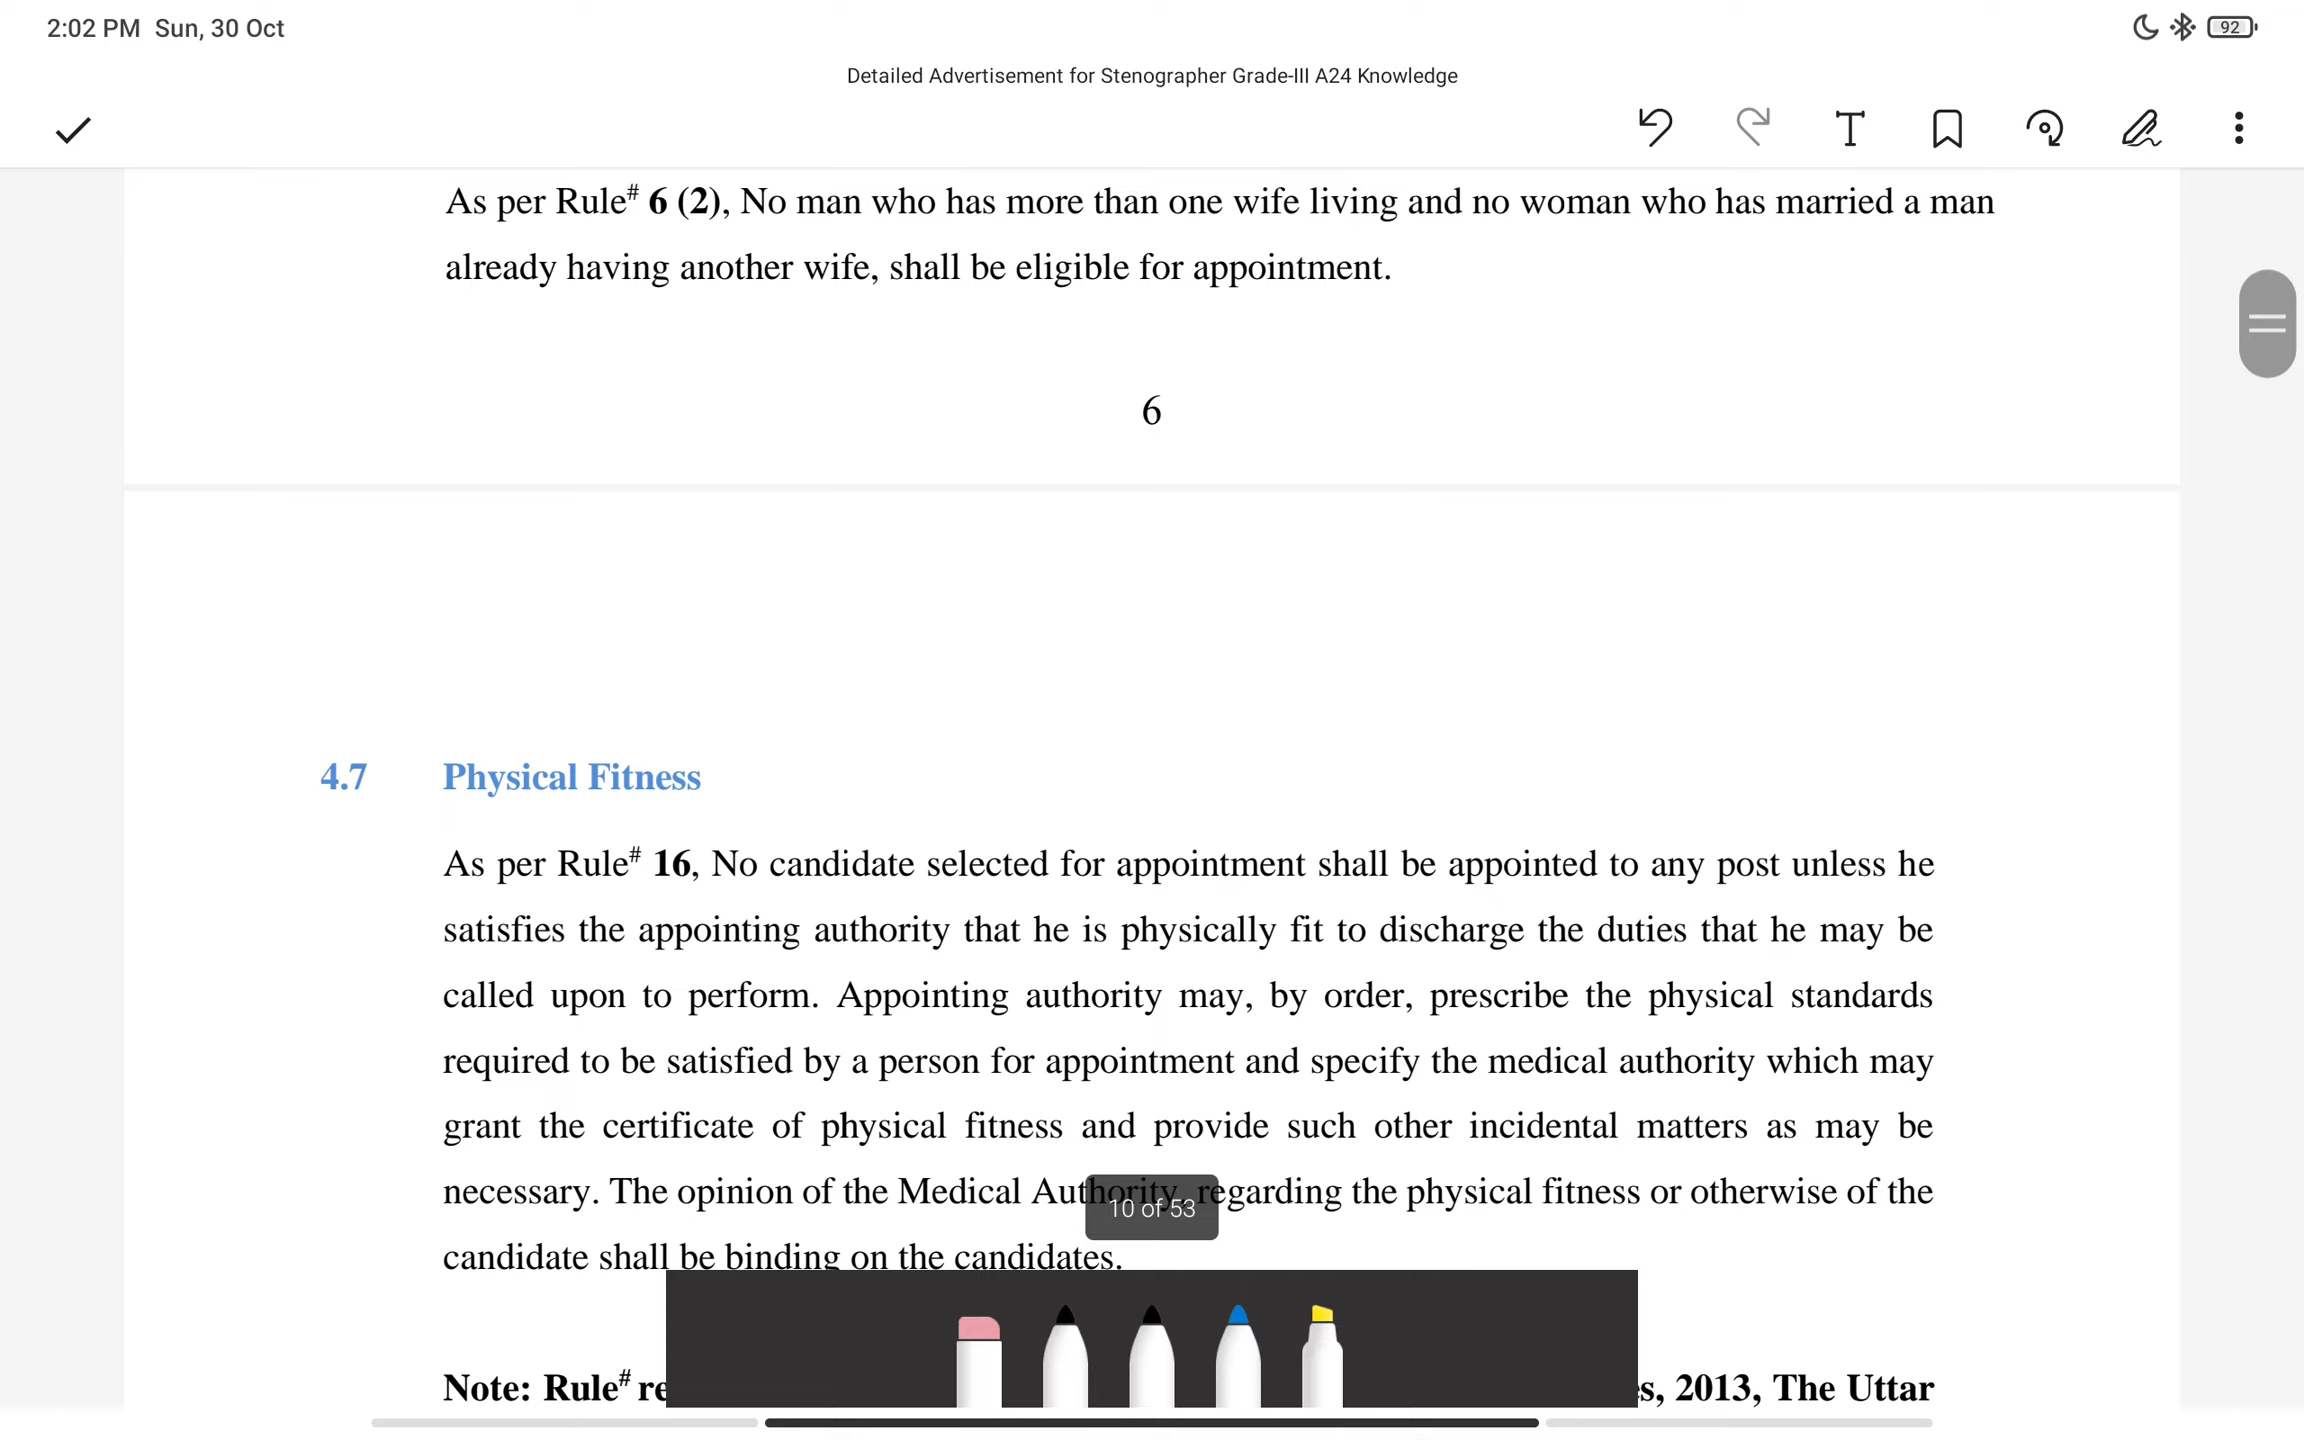 2:02 PM Sun, 30 Oct
92
Detailed Advertisement for Stenographer Grade-III A24 Knowledge
As per Rule# 6 (2), No man who has more than one wife living and no woman who has married a man
already having another wife, shall be eligible for appointment.
6
4.7 Physical Fitness
As per Rule# 16, No candidate selected for appointment shall be appointed to any post unless he
satisfies the appointing authority that he is physically fit to discharge the duties that he may be
called upon to perform. Appointing authority may, by order, prescribe the physical standards
required to be satisfied by a person for appointment and specify the medical authority which may
grant the certificate of physical fitness and provide such other incidental matters as may be
necessary. The opinion of the Medical Authority, regarding the physical fitness or otherwise of the
10 of 53
candidate shall be binding on the candidates.
Note: Rule# 2013, The Uttar